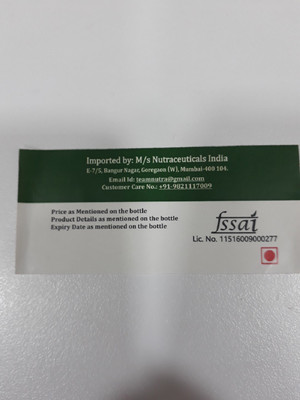 Imported by: M/s Nutraceuticals India
E-7/5, Bangur Nagar, Goregaon (W), Mumbai-400 104.
Email Id: teamnutra@gmail.com
Customer Care No.: +91-9821117009
Price as Mentioned on the bottle
Product Details as mentioned on the bottle
Expiry Date as mentioned on the bottle
fssai
Lic. No. 11516009000277